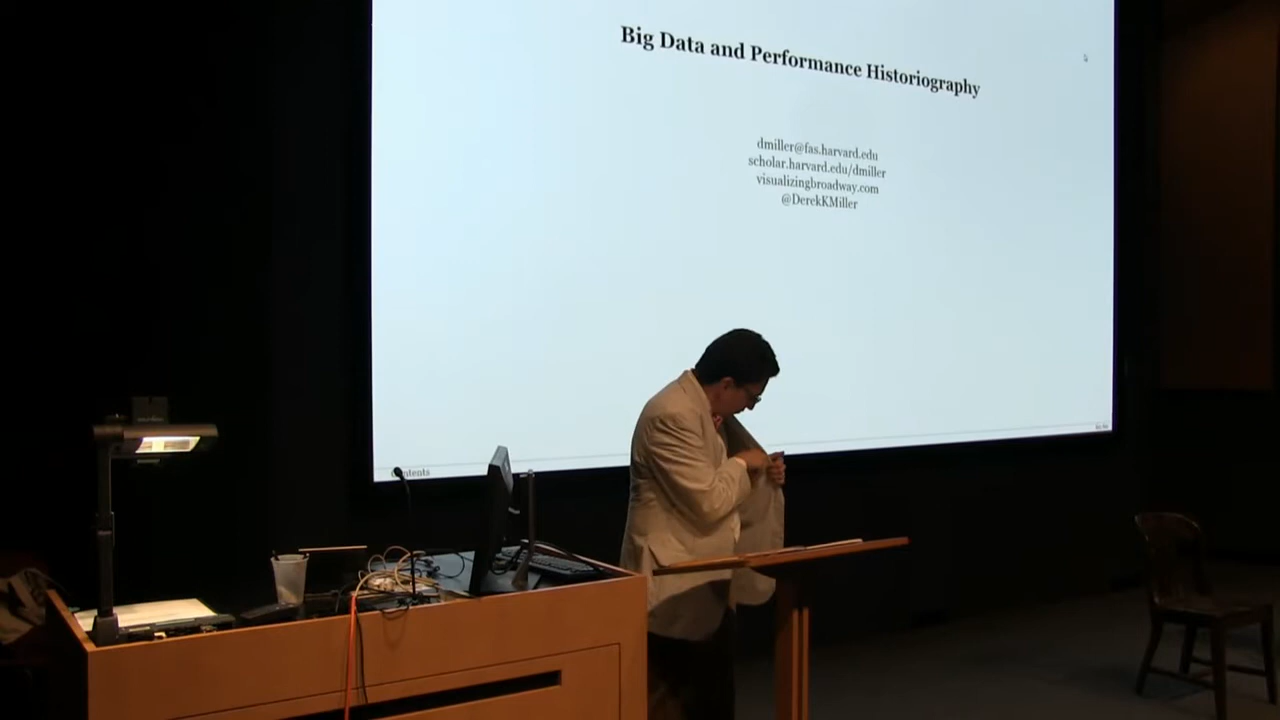 Big Data and Performance Historiography
dmiller@fas.harvard.edu
scholar.harvard.edu/dmiller
visualizingbroadway.com
@DerekKMiller